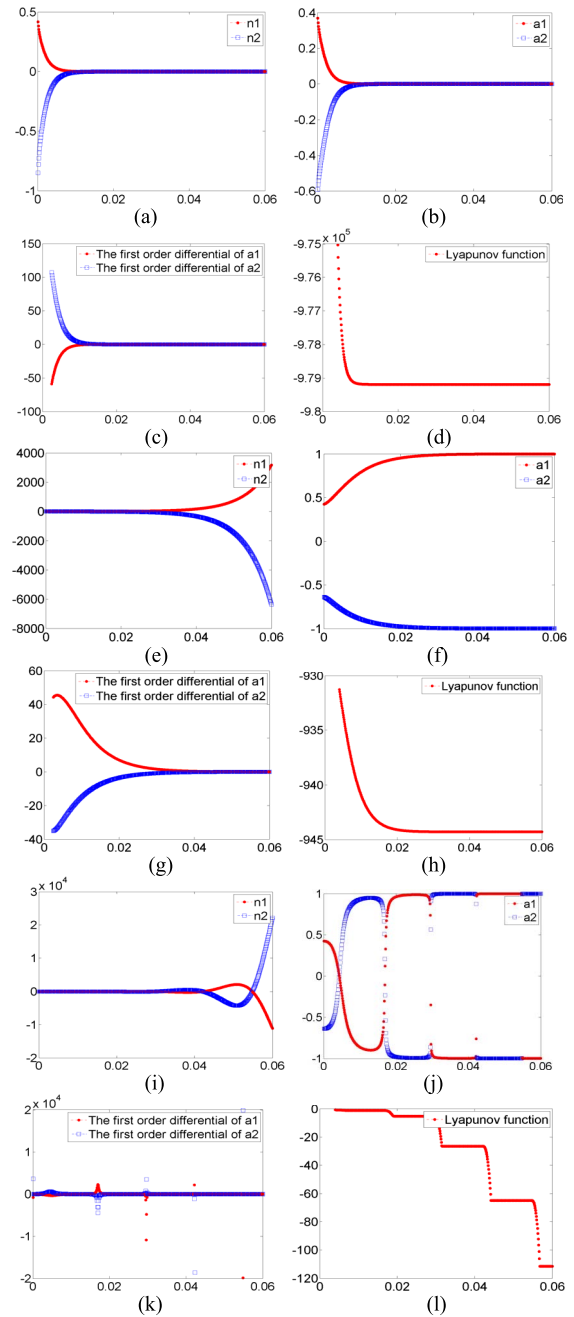 0.5
0
-0.5
-1
n1
n2
0.02 0.04 0.06
(a)
0.4
0.2
0
-0.2
-0.4
-0.6
a1
a2
0.02 0.04 0.06
(b)
150
100
50
0
-50
-100
The first order differential of a1
The first order differential of a2
0 0.02 0.04 0.06
(c)
x 10^5
-9.775
-9.776
-9.777
-9.778
-9.779
-9.78
Lyapunov function
0 0.02 0.04 0.06
(d)
4000
2000
0
-2000
-4000
-6000
-8000
n1
n2
0.02 0.04 0.06
(e)
1
0.5
0
-0.5
-1
a1
a2
0 0.02 0.04 0.06
(f)
60
40
20
0
-20
-40
The first order differential of a1
The first order differential of a2
0 0.02 0.04 0.06
(g)
-930
-935
-940
-945
Lyapunov function
0 0.02 0.04 0.06
(h)
x 10^4
3
2
1
0
-1
-2
n1
n2
0.02 0.04 0.06
(i)
1
0.5
0
-0.5
-1
a1
a2
0 0.02 0.04 0.06
(j)
x 10^4
2
1
0
-1
-2
The first order differential of a1
The first order differential of a2
0 0.02 0.04 0.06
(k)
0
-20
-40
-60
-80
-100
-120
Lyapunov function
0 0.02 0.04 0.06
(l)